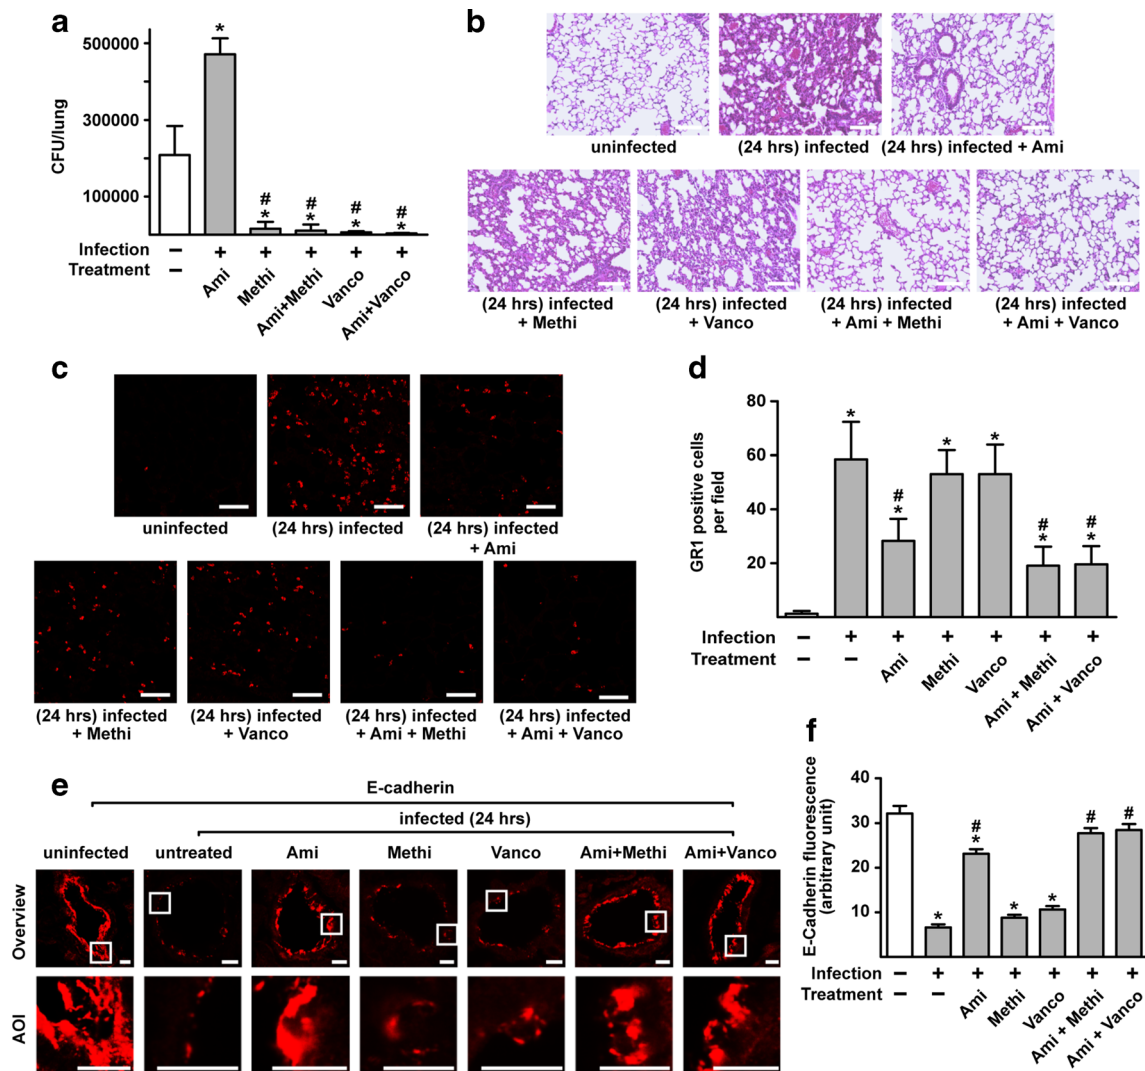 a
500000
300000
100000
CFU/lung
*
#
*
#
*
#
*
#
*
Infection – + + + + +
Treatment –
Ami
Methi
Ami+Methi
Vanco
Ami+Vanco
b
uninfected
(24 hrs) infected
(24 hrs) infected + Ami
(24 hrs) infected
+ Methi
(24 hrs) infected
+ Vanco
(24 hrs) infected
+ Ami + Methi
(24 hrs) infected
+ Ami + Vanco
c
uninfected
(24 hrs) infected
(24 hrs) infected
+ Ami
(24 hrs) infected
+ Methi
(24 hrs) infected
+ Vanco
(24 hrs) infected
+ Ami + Methi
(24 hrs) infected
+ Ami + Vanco
d
80
60
40
20
GR1 positive cells
per field
*
#
*
*
*
#
*
#
*
Infection – + + + + + +
Treatment – –
Ami
Methi
Vanco
Ami + Methi
Ami + Vanco
e
E-cadherin
infected (24 hrs)
uninfected untreated Ami Methi Vanco Ami+Methi Ami+Vanco
Overview
AOI
f
40
30
20
10
E-Cadherin fluorescence
(arbitrary unit)
*
#
*
*
*
#
#
Infection – + + + + + +
Treatment – –
Ami
Methi
Vanco
Ami + Methi
Ami + Vanco